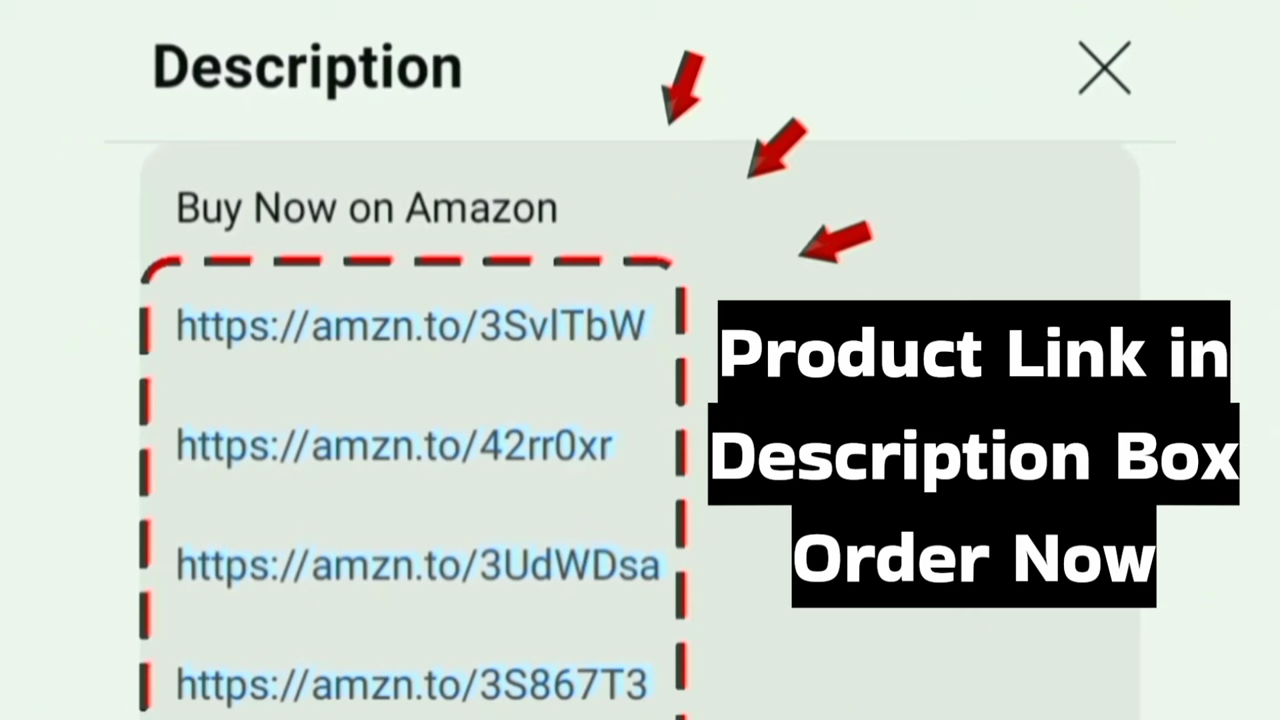 Description
Buy Now on Amazon
https://amzn.to/3SvlTbW
https://amzn.to/42rr0xr
https://amzn.to/3UdWDsa
https://amzn.to/3S867T3
Product Link in
Description Box
Order Now